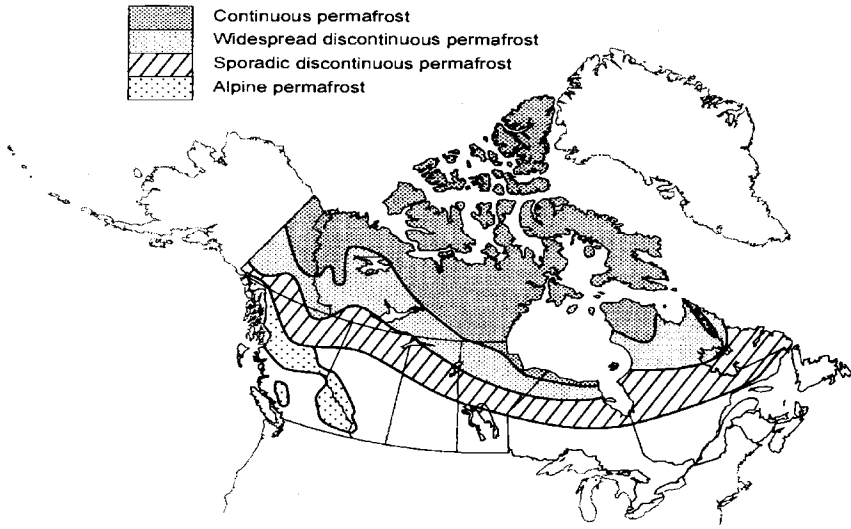 Continuous permafrost
Widespread discontinuous permafrost
Sporadic discontinuous permafrost
Alpine permafrost